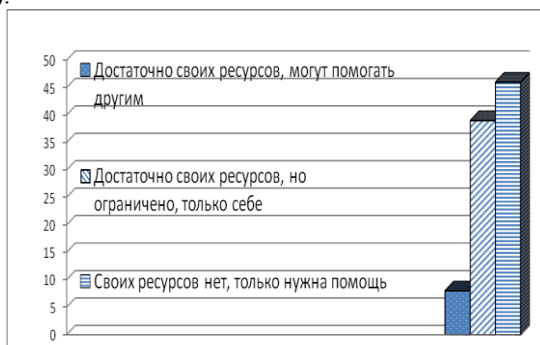 50
45
40
35
30
25
20
15
10
5
0
Достаточно своих ресурсов, могут помогать
другим
Достаточно своих ресурсов, но
ограничено, только себе
Своих ресурсов нет, только нужна помощь